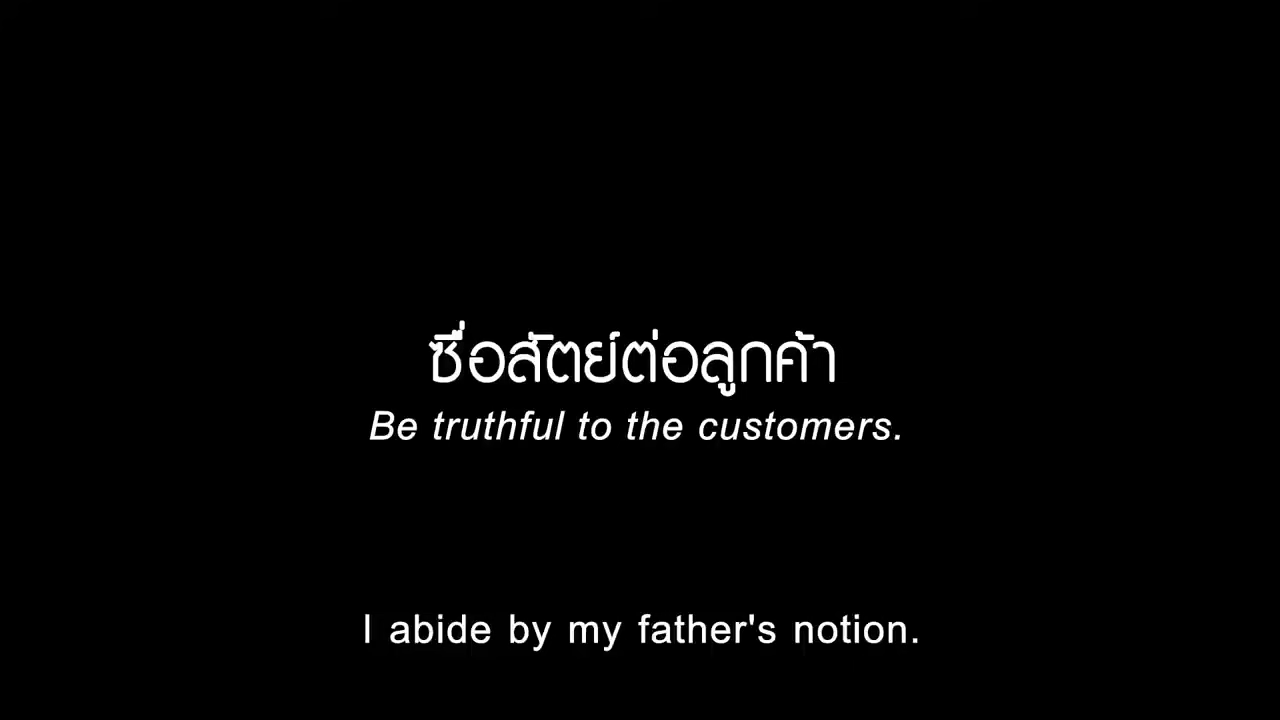 ซื่อสัตย์ต่อลูกค้า
Be truthful to the customers.
I abide by my father's notion.